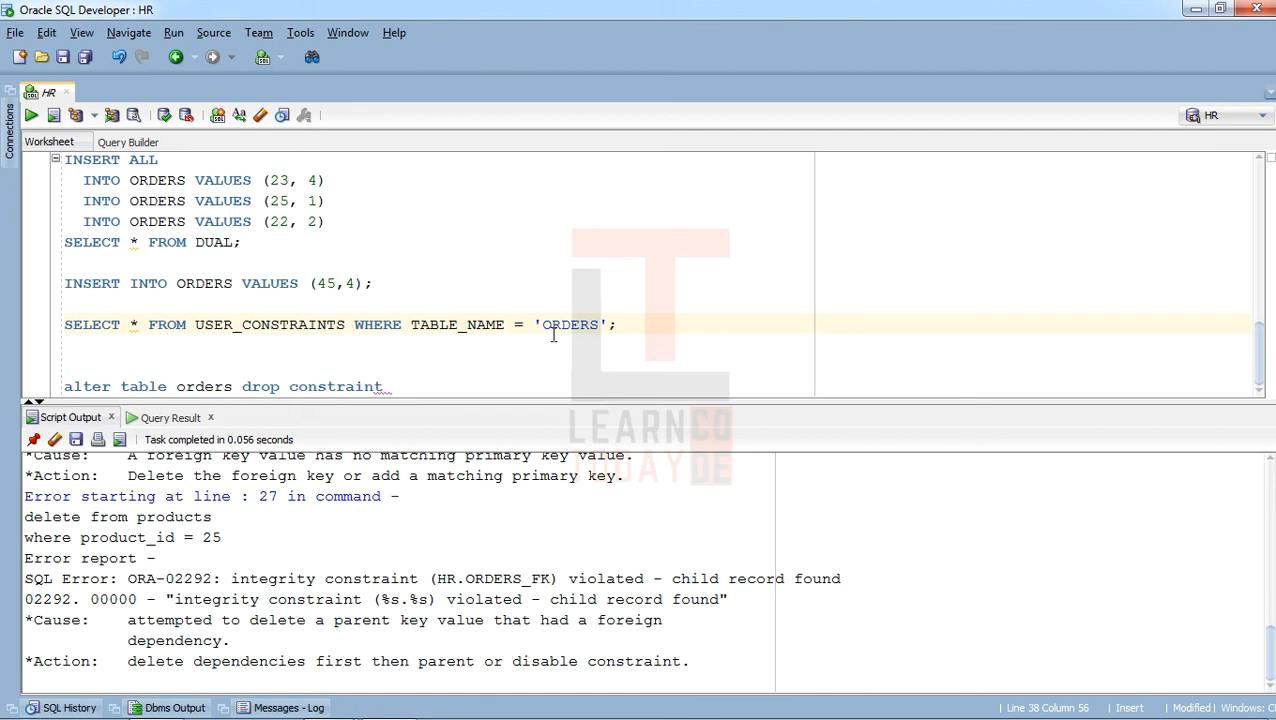 Oracle SQL Developer : HR
File Edit View Navigate Run Source Team Tools Window Help
HR
HR
Connections
Worksheet Query Builder
INSERT ALL
INTO ORDERS VALUES (23, 4)
INTO ORDERS VALUES (25, 1)
INTO ORDERS VALUES (22, 2)
SELECT * FROM DUAL;
INSERT INTO ORDERS VALUES (45,4);
SELECT * FROM USER_CONSTRAINTS WHERE TABLE_NAME = 'ORDERS';
alter table orders drop constraint
LEARNCO
TODAYDE
Script Output Query Result
Task completed in 0.056 seconds
*Cause: A foreign key value has no matching primary key value.
*Action: Delete the foreign key or add a matching primary key.
Error starting at line : 27 in command -
delete from products
where product_id = 25
Error report -
SQL Error: ORA-02292: integrity constraint (HR.ORDERS_FK) violated - child record found
02292. 00000 - "integrity constraint (%s.%s) violated - child record found"
*Cause: attempted to delete a parent key value that had a foreign
dependency.
*Action: delete dependencies first then parent or disable constraint.
SQL History Dbms Output Messages - Log
Line 38 Column 56 Insert Modified Windows: C